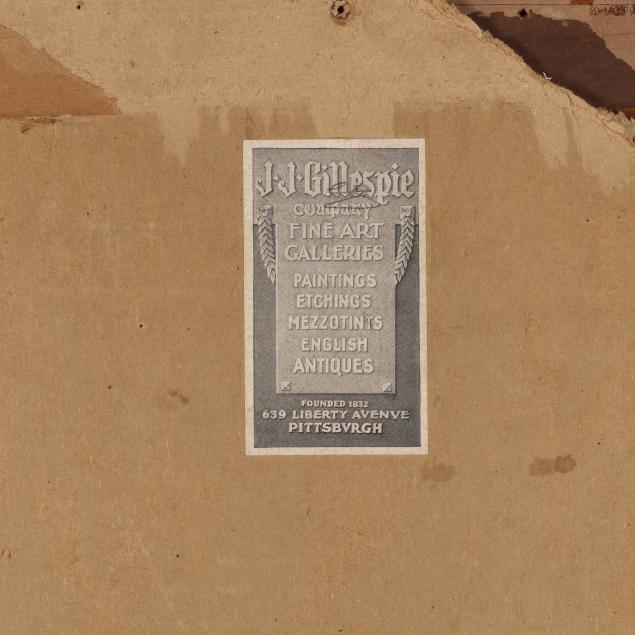 J·J·Gillespie
Company
FINE ART
GALLERIES
PAINTINGS
ETCHINGS
MEZZOTINTS
ENGLISH
ANTIQUES
FOUNDED 1832
639 LIBERTY AVENVE
PITTSBVRGH